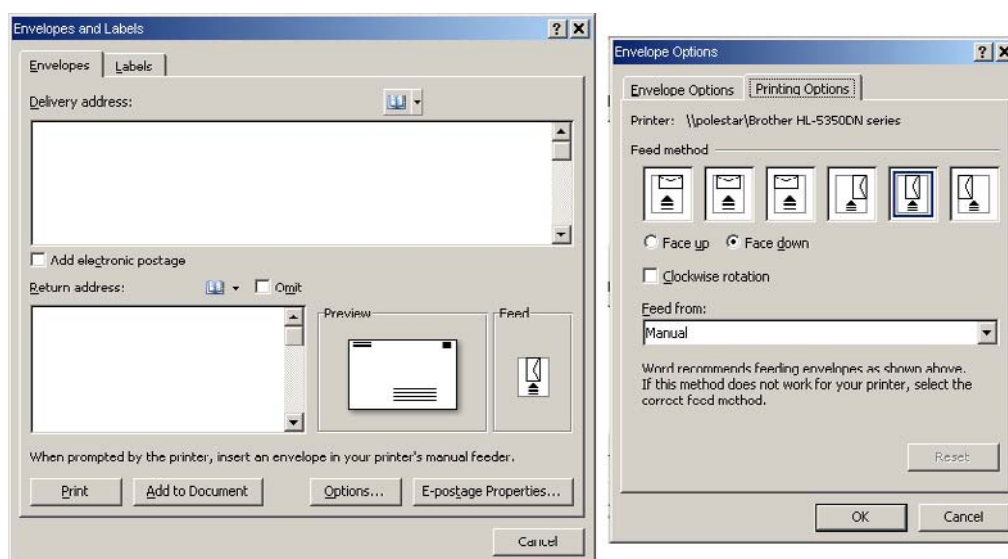 Envelopes and Labels
Envelopes Labels
Delivery address:
Add electronic postage
Return address: Omit
Preview Feed
When prompted by the printer, insert an envelope in your printer's manual feeder.
Print Add to Document Options... E-postage Properties...
Cancel
Envelope Options
Envelope Options Printing Options
Printer: \\polestar\Brother HL-5350DN series
Feed method
Face up Face down
Clockwise rotation
Feed from:
Manual
Word recommends feeding envelopes as shown above.
If this method does not work for your printer, select the
correct feed method.
Reset
OK Cancel